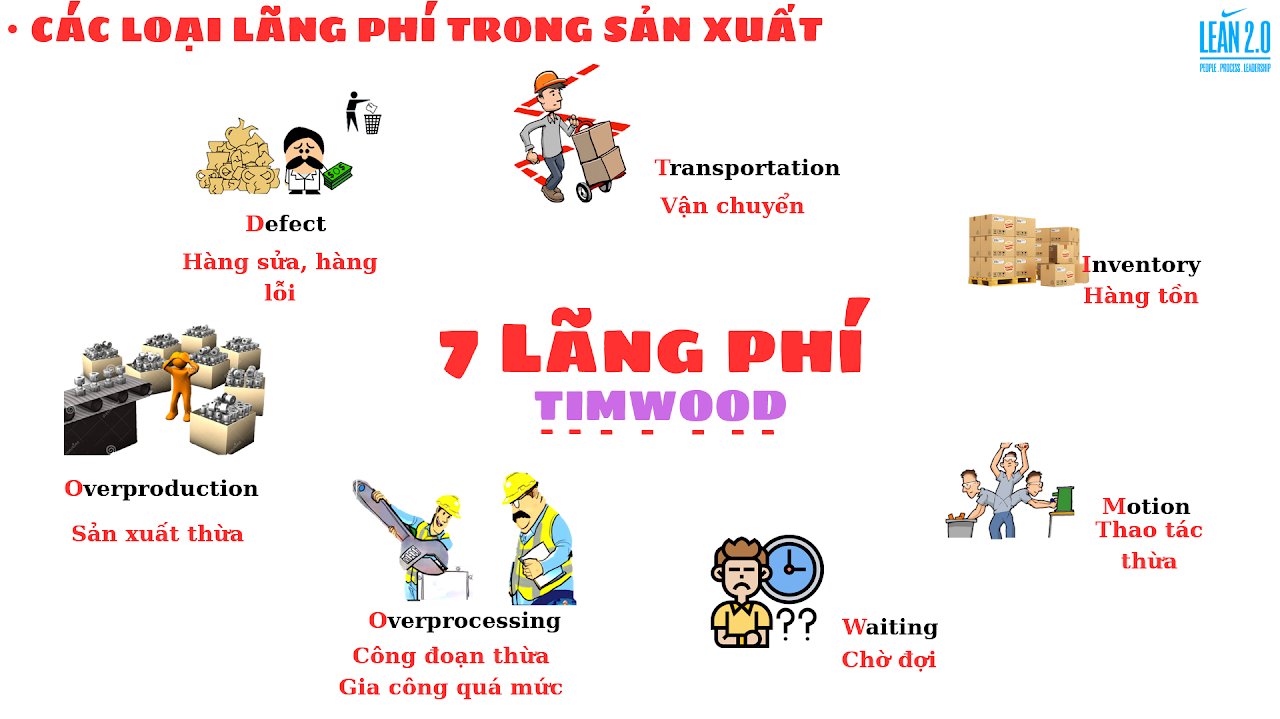 • CÁC LOẠI LÃNG PHÍ TRONG SẢN XUẤT
LEAN 2.0
PEOPLE . PROCESS . LEADERSHIP
Transportation
Vận chuyển
Inventory
Hàng tồn
Motion
Thao tác
thừa
Waiting
Chờ đợi
??
Overprocessing
Công đoạn thừa
Gia công quá mức
Overproduction
Sản xuất thừa
Defect
Hàng sửa, hàng
lỗi
7 LÃNG PHÍ
TIMWOOD